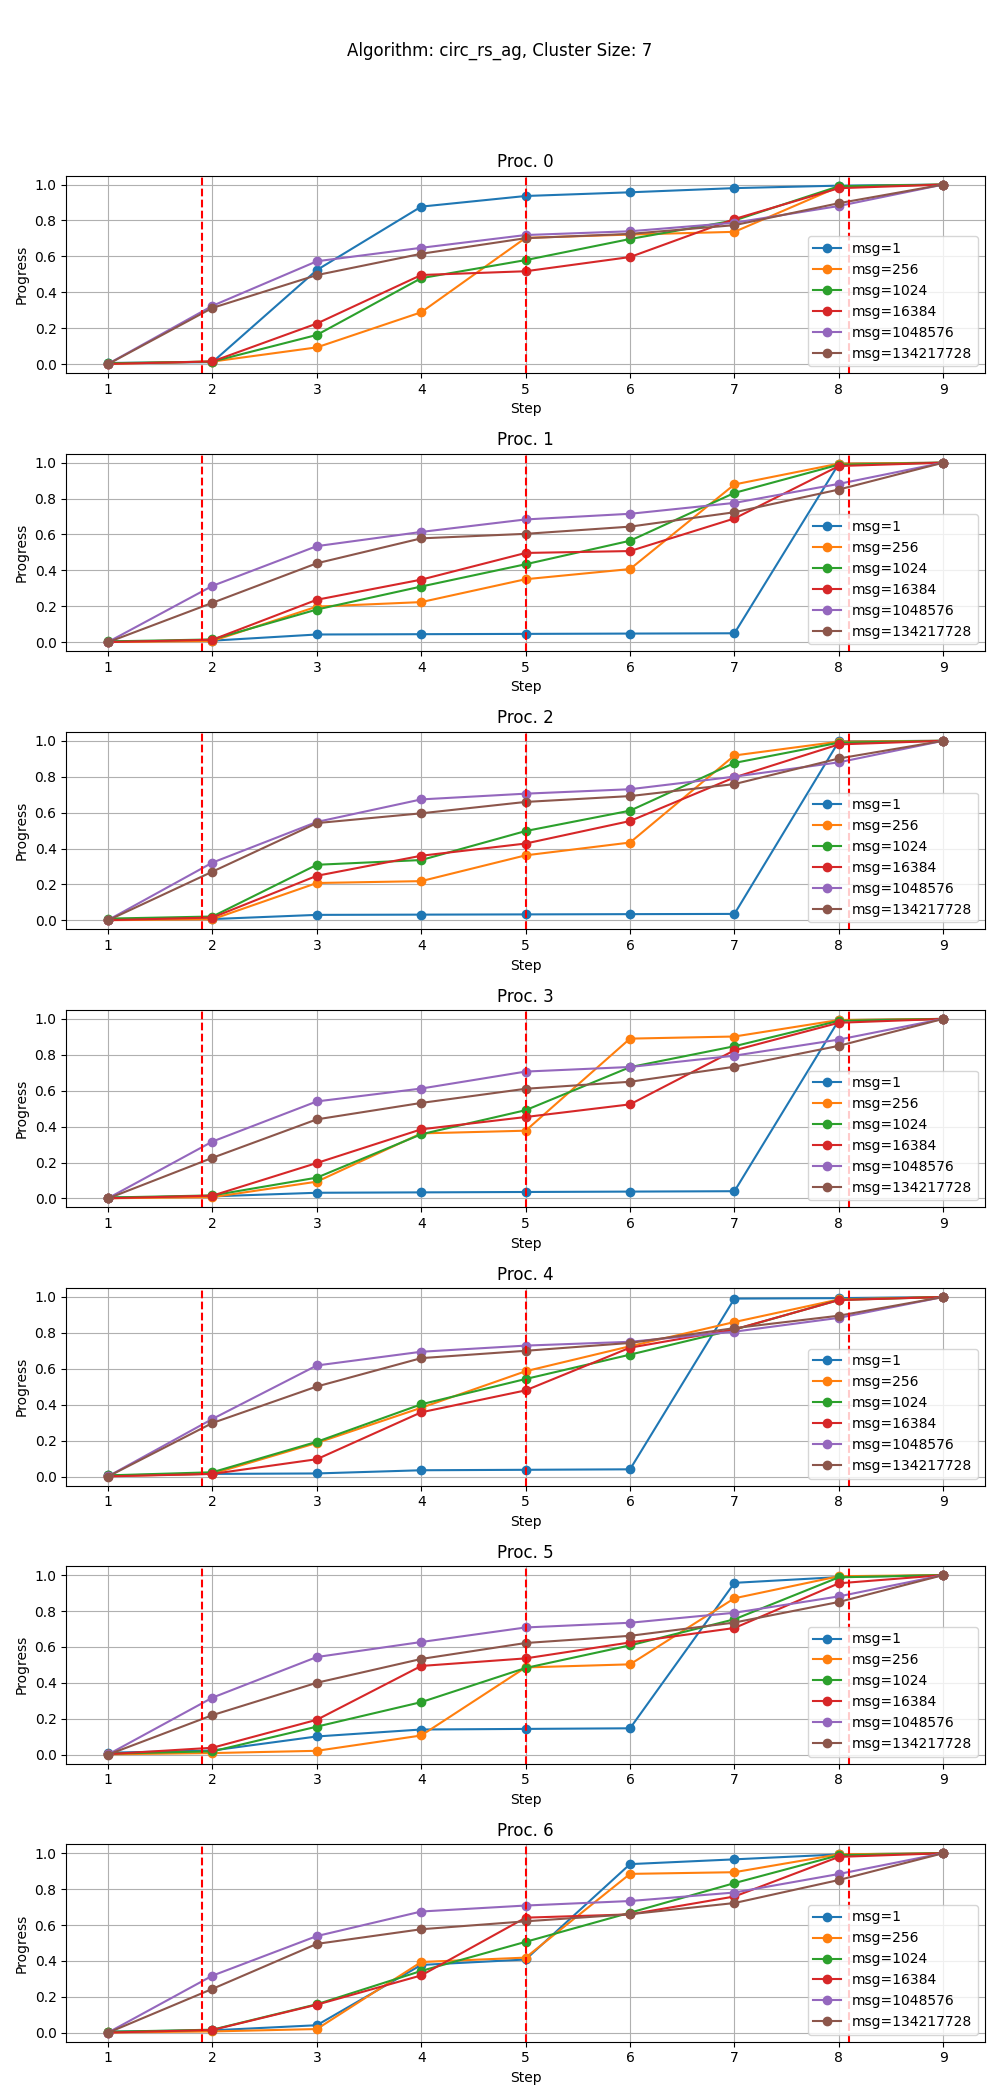 Algorithm: circ_rs_ag, Cluster Size: 7
Proc. 0
1.0
0.8
0.6
0.4
0.2
0.0
Progress
msg=1
msg=256
msg=1024
msg=16384
msg=1048576
msg=134217728
1 2 3 4 5 6 7 8 9
Step
Proc. 1
1.0
0.8
0.6
0.4
0.2
0.0
Progress
msg=1
msg=256
msg=1024
msg=16384
msg=1048576
msg=134217728
1 2 3 4 5 6 7 8 9
Step
Proc. 2
1.0
0.8
0.6
0.4
0.2
0.0
Progress
msg=1
msg=256
msg=1024
msg=16384
msg=1048576
msg=134217728
1 2 3 4 5 6 7 8 9
Step
Proc. 3
1.0
0.8
0.6
0.4
0.2
0.0
Progress
msg=1
msg=256
msg=1024
msg=16384
msg=1048576
msg=134217728
1 2 3 4 5 6 7 8 9
Step
Proc. 4
1.0
0.8
0.6
0.4
0.2
0.0
Progress
msg=1
msg=256
msg=1024
msg=16384
msg=1048576
msg=134217728
1 2 3 4 5 6 7 8 9
Step
Proc. 5
1.0
0.8
0.6
0.4
0.2
0.0
Progress
msg=1
msg=256
msg=1024
msg=16384
msg=1048576
msg=134217728
1 2 3 4 5 6 7 8 9
Step
Proc. 6
1.0
0.8
0.6
0.4
0.2
0.0
Progress
msg=1
msg=256
msg=1024
msg=16384
msg=1048576
msg=134217728
1 2 3 4 5 6 7 8 9
Step